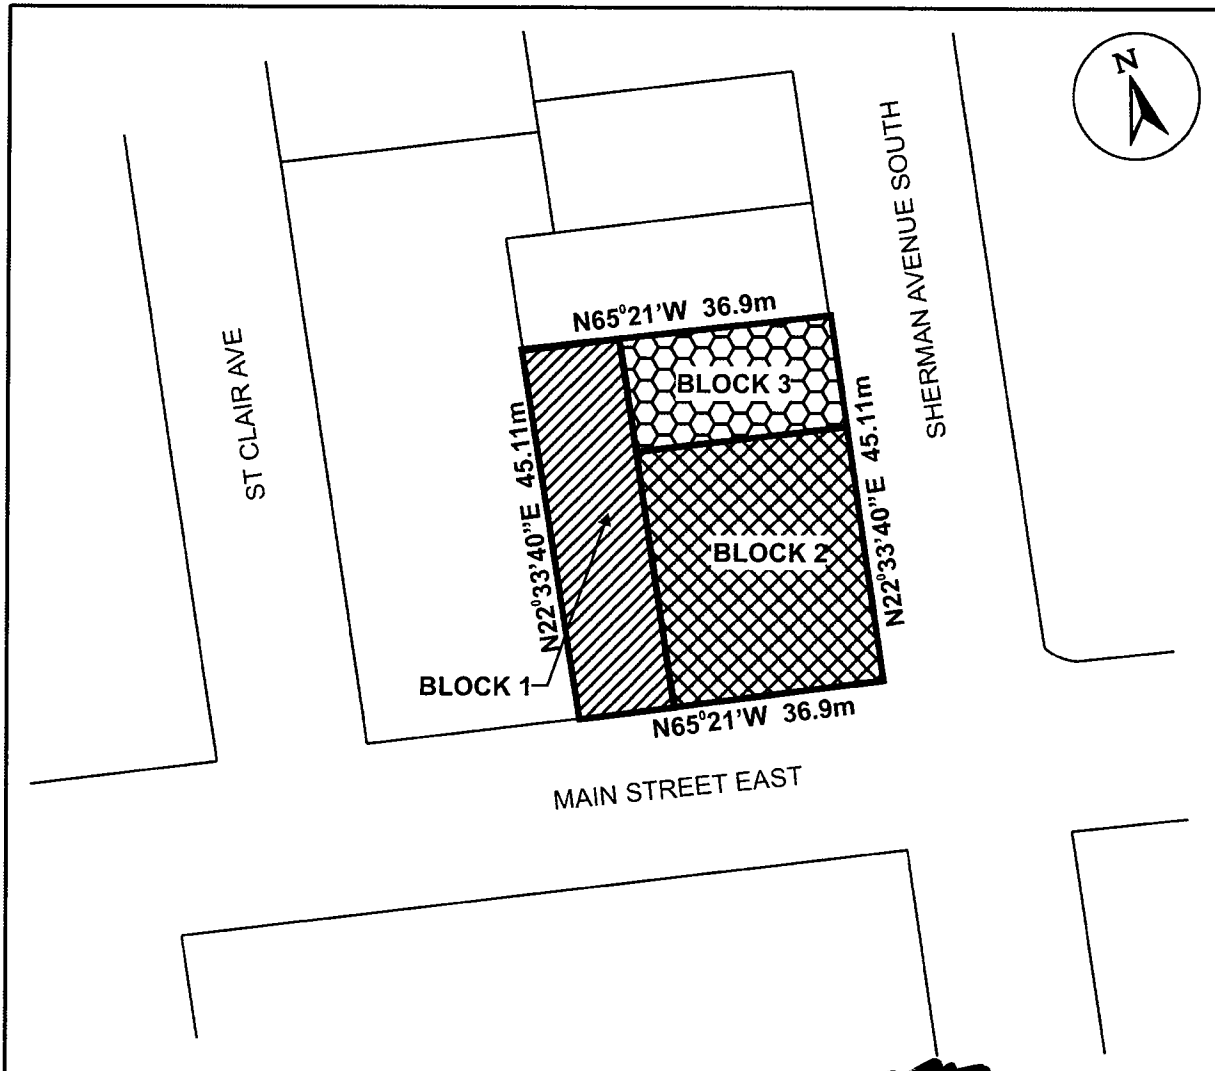 N
SHERMAN AVENUE SOUTH
N65°21'W 36.9m
ST CLAIR AVE
BLOCK 3
N22°33'40"E 45.11m
N22°33'40"E 45.11m
BLOCK 2
BLOCK 1
N65°21'W 36.9m
MAIN STREET EAST